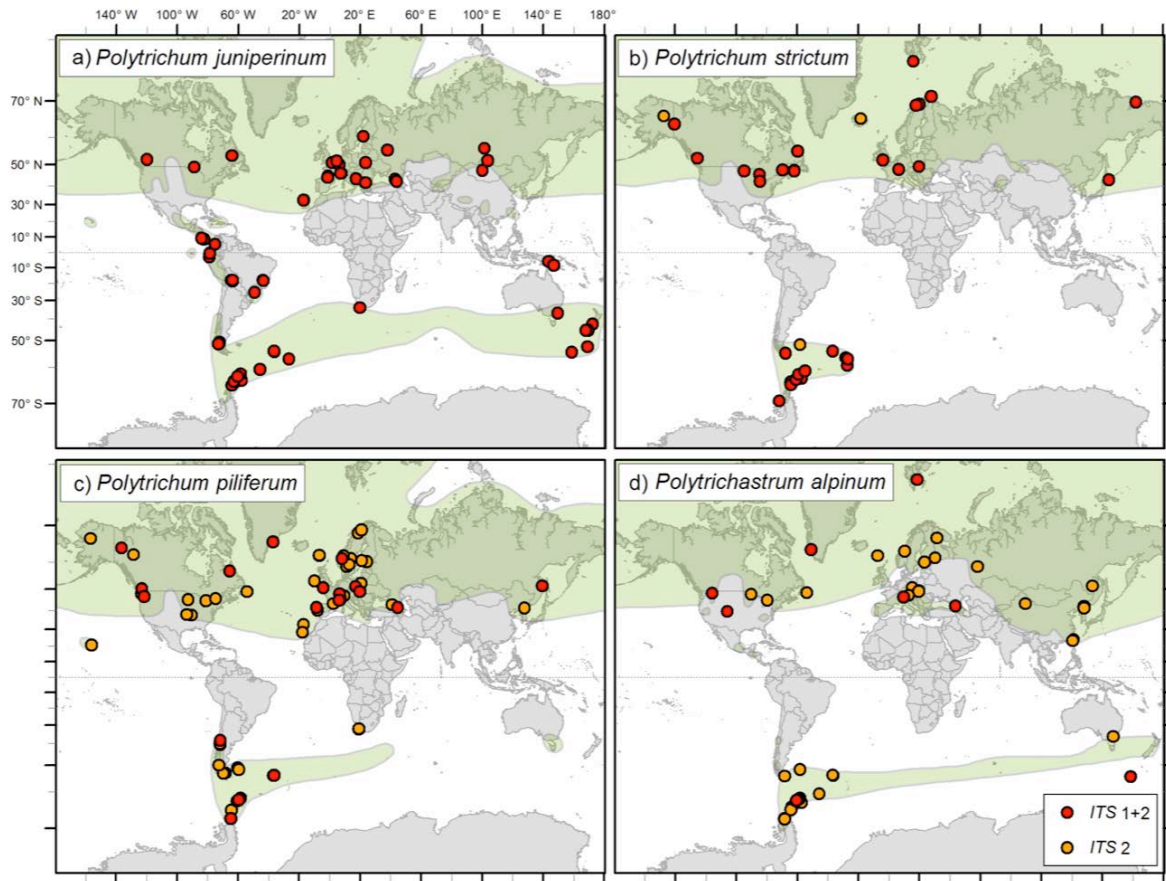 140° W 100° W 60° W 20° W 20° E 60° E 100° E 140° E 180°
a) Polytrichum juniperinum
b) Polytrichum strictum
70° N
50° N
30° N
10° N
10° S
30° S
50° S
70° S
c) Polytrichum piliferum
d) Polytrichastrum alpinum
ITS 1+2
ITS 2